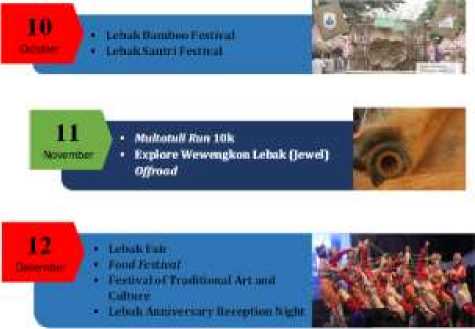 10
October
• Lebak Bamboo Festival
• Lebak Santri Festival
11
November
• Multatuli Run 10k
• Explore Wewengkon Lebak (Jewel)
Offroad
12
December
• Lebak Fair
• Food Festival
• Festival of Traditional Art and
Culture
• Lebak Anniversary Reception Night